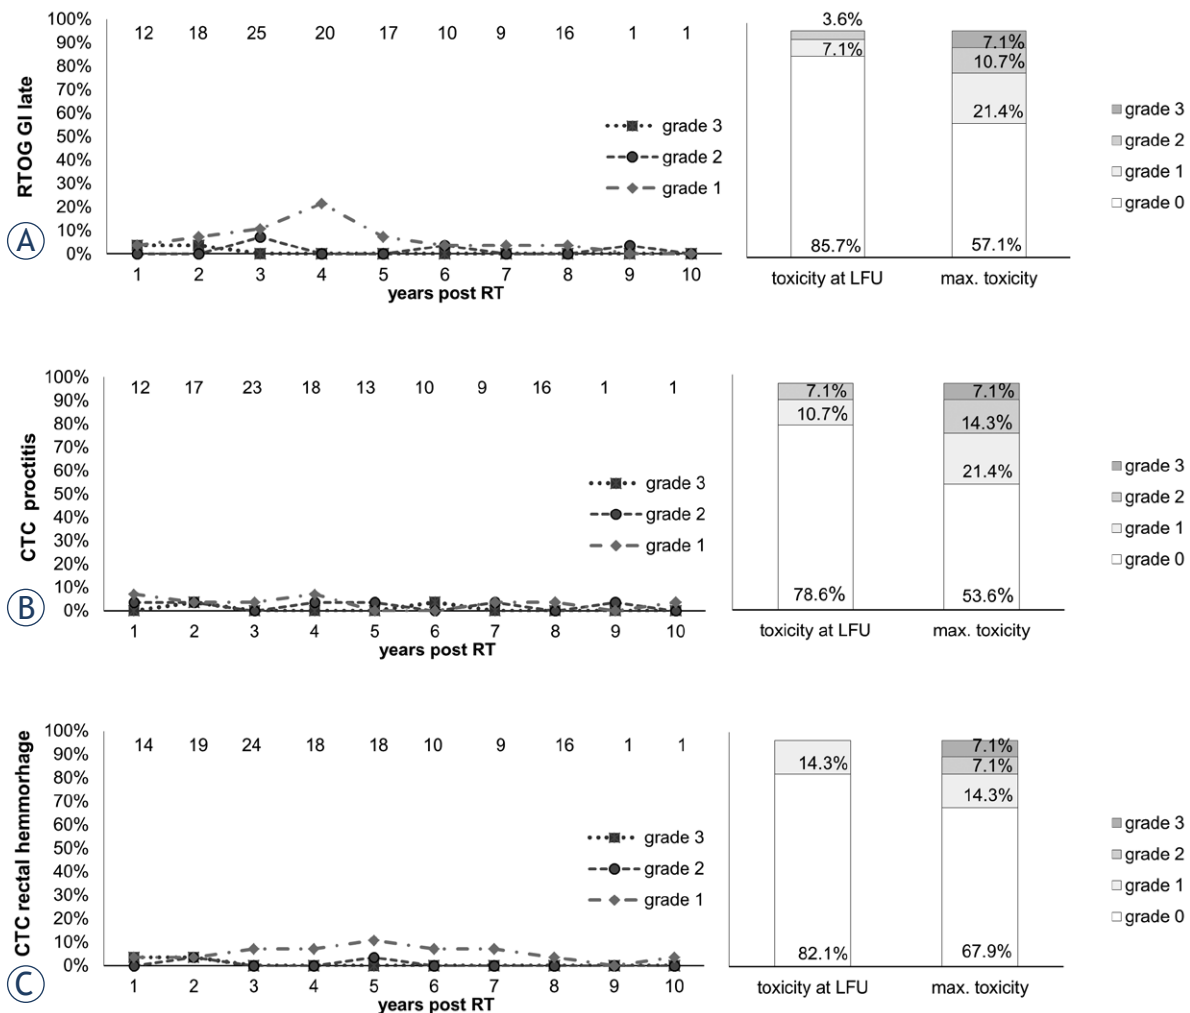 100% 12 18 25 20 17 10 9 16 1 1
90%
80%
70%
60%
50%
40%
30%
20%
10%
0%
RTOG GI late
A
grade 3
grade 2
grade 1
1 2 3 4 5 6 7 8 9 10
years post RT
3.6%
7.1%
85.7%
7.1%
10.7%
21.4%
57.1%
toxicity at LFU max. toxicity
grade 3
grade 2
grade 1
grade 0
100% 12 17 23 18 13 10 9 16 1 1
90%
80%
70%
60%
50%
40%
30%
20%
10%
0%
CTC proctitis
B
grade 3
grade 2
grade 1
1 2 3 4 5 6 7 8 9 10
years post RT
7.1%
10.7%
78.6%
7.1%
14.3%
21.4%
53.6%
toxicity at LFU max. toxicity
grade 3
grade 2
grade 1
grade 0
100% 14 19 24 18 18 10 9 16 1 1
90%
80%
70%
60%
50%
40%
30%
20%
10%
0%
CTC rectal hemmorhage
C
grade 3
grade 2
grade 1
1 2 3 4 5 6 7 8 9 10
years post RT
14.3%
82.1%
7.1%
7.1%
14.3%
67.9%
toxicity at LFU max. toxicity
grade 3
grade 2
grade 1
grade 0